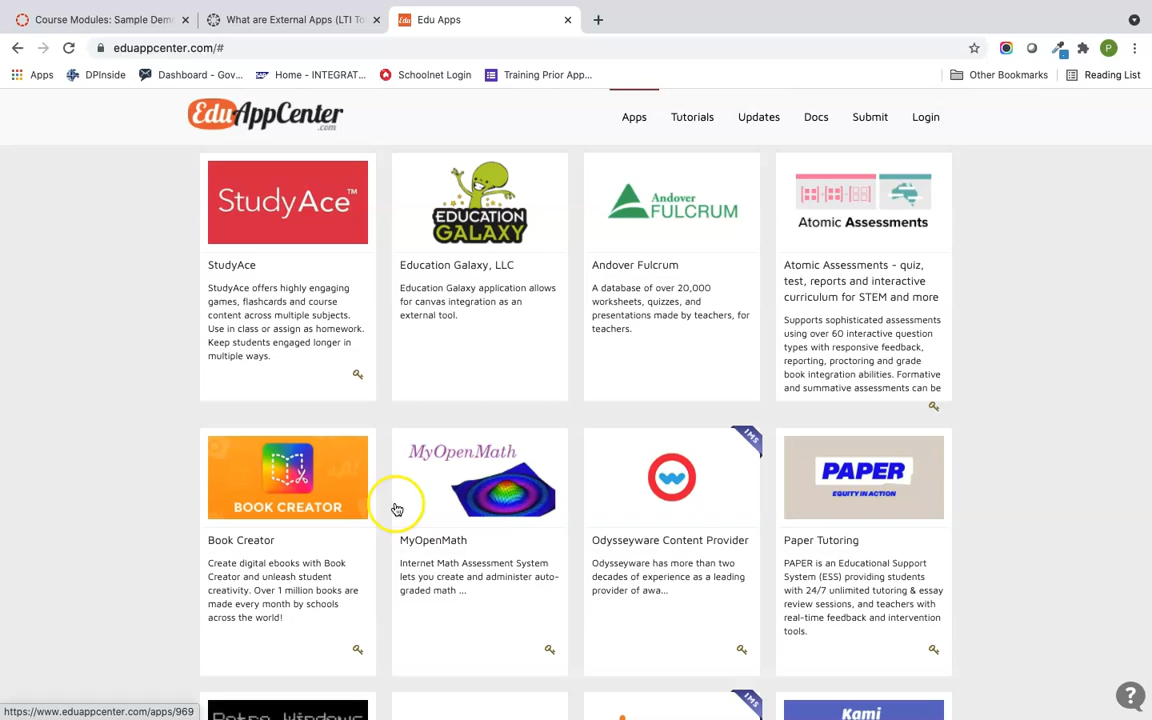 Course Modules: Sample Dem
What are External Apps (LTI To
Edu Apps
eduappcenter.com/#
P
Apps
DPInside
Dashboard - Gov...
Home - INTEGRAT...
Schoolnet Login
Training Prior App...
Other Bookmarks
Reading List
EduAppCenter
.com
Apps
Tutorials
Updates
Docs
Submit
Login
StudyAce™
EDUCATION
GALAXY
Andover
FULCRUM
Atomic Assessments
StudyAce
StudyAce offers highly engaging
games, flashcards and course
content across multiple subjects.
Use in class or assign as homework.
Keep students engaged longer in
multiple ways.
Education Galaxy, LLC
Education Galaxy application allows
for canvas integration as an
external tool.
Andover Fulcrum
A database of over 20,000
worksheets, quizzes, and
presentations made by teachers, for
teachers.
Atomic Assessments - quiz,
test, reports and interactive
curriculum for STEM and more
Supports sophisticated assessments
using over 60 interactive question
types with responsive feedback,
reporting, proctoring and grade
book integration abilities. Formative
and summative assessments can be
BOOK CREATOR
MyOpenMath
IMS
PAPER
EQUITY IN ACTION
Book Creator
Create digital ebooks with Book
Creator and unleash student
creativity. Over 1 million books are
made every month by schools
across the world!
MyOpenMath
Internet Math Assessment System
lets you create and administer auto-
graded math ...
Odysseyware Content Provider
Odysseyware has more than two
decades of experience as a leading
provider of awa...
Paper Tutoring
PAPER is an Educational Support
System (ESS) providing students
with 24/7 unlimited tutoring & essay
review sessions, and teachers with
real-time feedback and intervention
tools.
Retro Windows
IMS
Kami
https://www.eduappcenter.com/apps/969
?